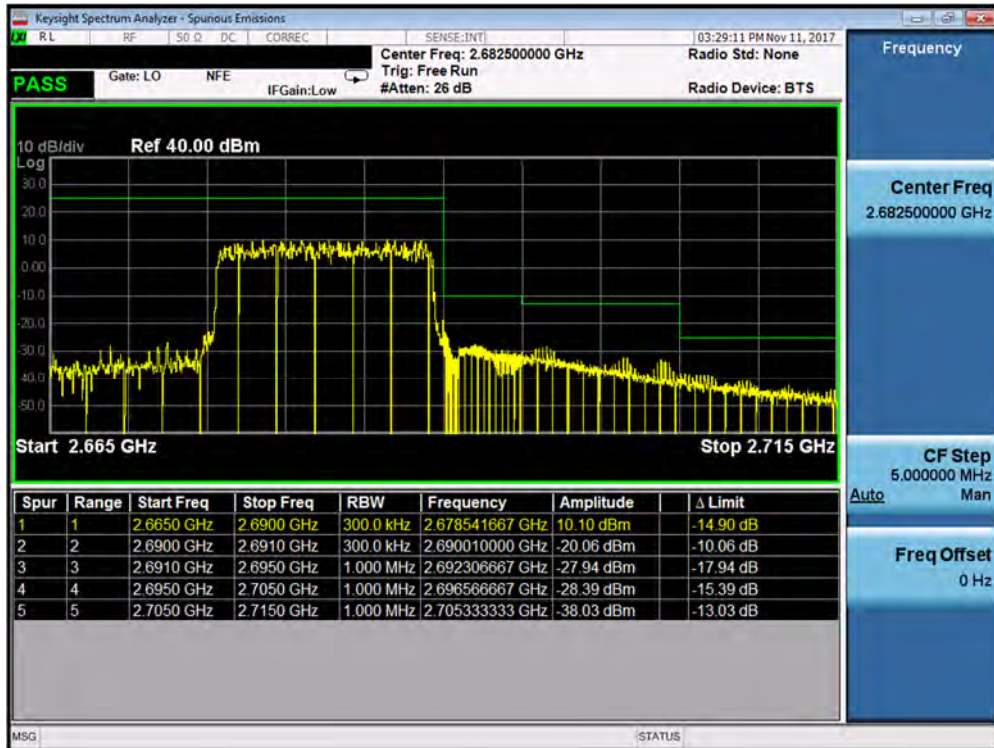 Keysight Spectrum Analyzer - Spurious Emissions
LXI RL RF 50 Ω DC CORREC SENSE:INT 03:29:11 PM Nov 11, 2017
Center Freq: 2.682500000 GHz Radio Std: None
PASS Gate: LO NFE Trig: Free Run
IFGain:Low #Atten: 26 dB Radio Device: BTS
10 dB/div Ref 40.00 dBm
Log
30.0
20.0
10.0
0.00
-10.0
-20.0
-30.0
-40.0
-50.0
Start 2.665 GHz Stop 2.715 GHz
Spur Range Start Freq Stop Freq RBW Frequency Amplitude Δ Limit
1 1 2.6650 GHz 2.6900 GHz 300.0 kHz 2.678541667 GHz 10.10 dBm -14.90 dB
2 2 2.6900 GHz 2.6910 GHz 300.0 kHz 2.690010000 GHz -20.06 dBm -10.06 dB
3 3 2.6910 GHz 2.6950 GHz 1.000 MHz 2.692306667 GHz -27.94 dBm -17.94 dB
4 4 2.6950 GHz 2.7050 GHz 1.000 MHz 2.696566667 GHz -28.39 dBm -15.39 dB
5 5 2.7050 GHz 2.7150 GHz 1.000 MHz 2.705333333 GHz -38.03 dBm -13.03 dB
MSG STATUS
Frequency
Center Freq
2.682500000 GHz
CF Step
5.000000 MHz
Auto Man
Freq Offset
0 Hz